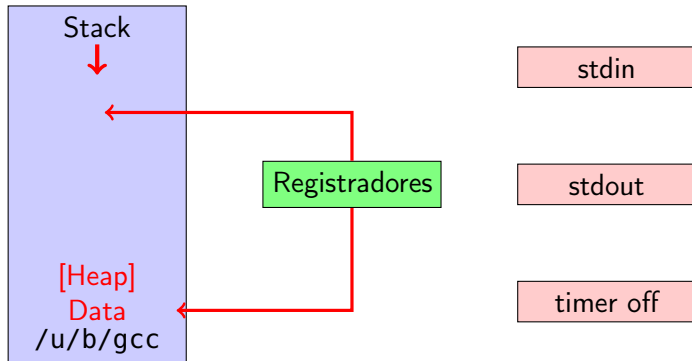 Stack
stdin
Registradores
stdout
[Heap]
Data
timer off
/u/b/gcc